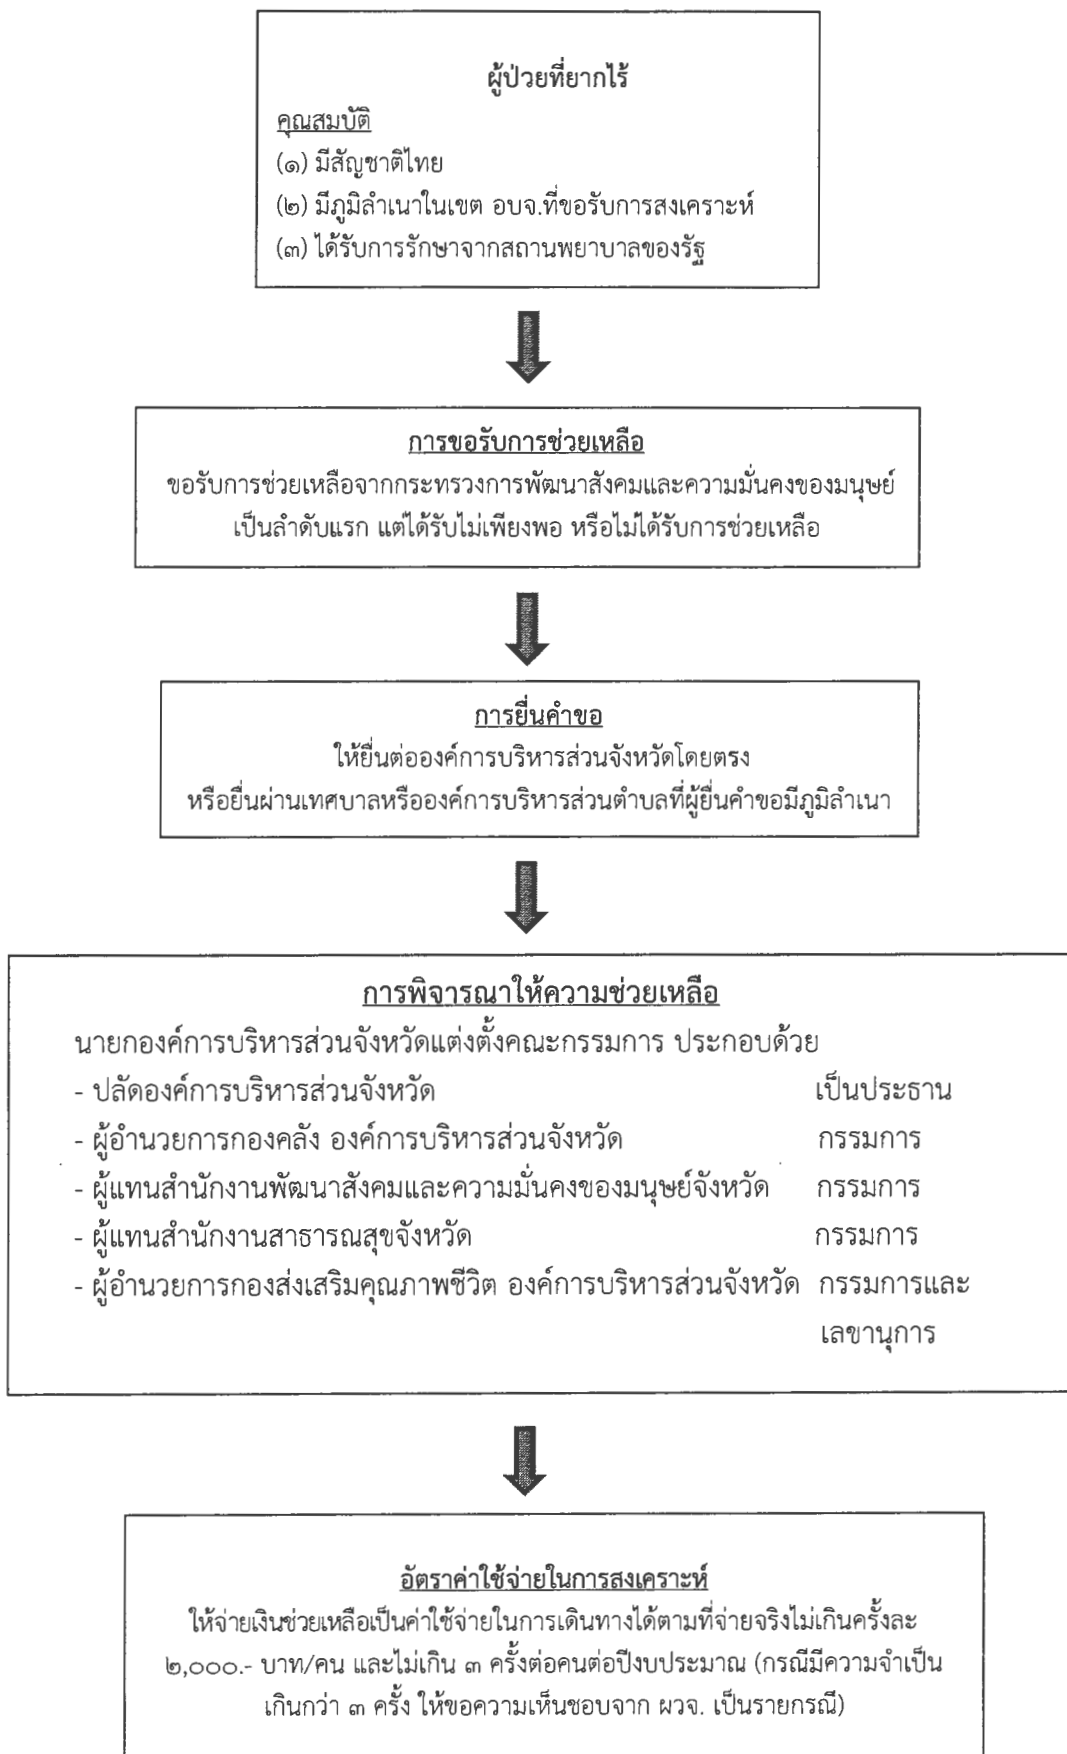 ผู้ป่วยที่ยากไร้
คุณสมบัติ
(๑) มีสัญชาติไทย
(๒) มีภูมิลำเนาในเขต อบจ.ที่ขอรับการสงเคราะห์
(๓) ได้รับการรักษาจากสถานพยาบาลของรัฐ
การขอรับการช่วยเหลือ
ขอรับการช่วยเหลือจากกระทรวงการพัฒนาสังคมและความมั่นคงของมนุษย์
เป็นลำดับแรก แต่ได้รับไม่เพียงพอ หรือไม่ได้รับการช่วยเหลือ
การยื่นคำขอ
ให้ยื่นต่อองค์การบริหารส่วนจังหวัดโดยตรง
หรือยื่นผ่านเทศบาลหรือองค์การบริหารส่วนตำบลที่ผู้ยื่นคำขอมีภูมิลำเนา
การพิจารณาให้ความช่วยเหลือ
นายกองค์การบริหารส่วนจังหวัดแต่งตั้งคณะกรรมการ ประกอบด้วย
- ปลัดองค์การบริหารส่วนจังหวัด เป็นประธาน
- ผู้อำนวยการกองคลัง องค์การบริหารส่วนจังหวัด กรรมการ
- ผู้แทนสำนักงานพัฒนาสังคมและความมั่นคงของมนุษย์จังหวัด กรรมการ
- ผู้แทนสำนักงานสาธารณสุขจังหวัด กรรมการ
- ผู้อำนวยการกองส่งเสริมคุณภาพชีวิต องค์การบริหารส่วนจังหวัด กรรมการและ
เลขานุการ
อัตราค่าใช้จ่ายในการสงเคราะห์
ให้จ่ายเงินช่วยเหลือเป็นค่าใช้จ่ายในการเดินทางได้ตามที่จ่ายจริงไม่เกินครั้งละ
๒,๐๐๐.- บาท/คน และไม่เกิน ๓ ครั้งต่อคนต่อปีงบประมาณ (กรณีมีความจำเป็น
เกินกว่า ๓ ครั้ง ให้ขอความเห็นชอบจาก ผวจ. เป็นรายกรณี)